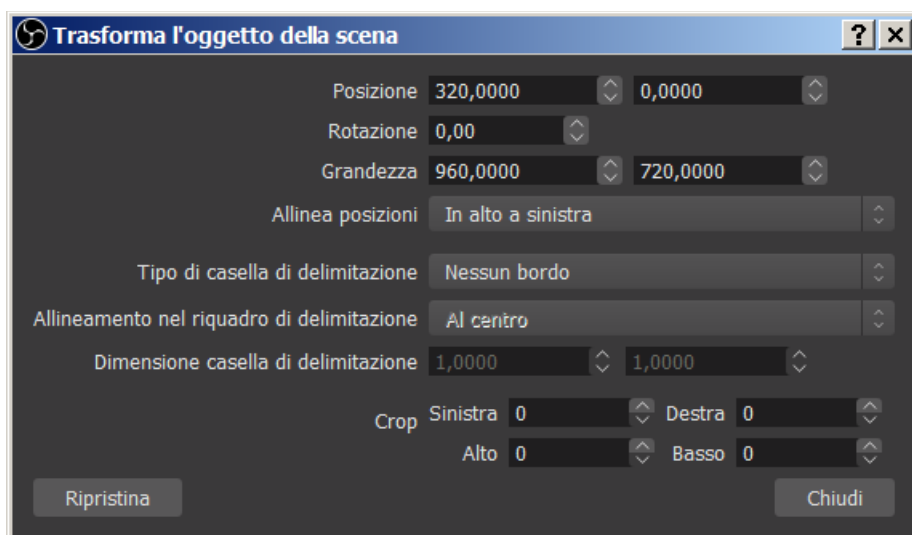 Trasforma l'oggetto della scena
Posizione 320,0000 0,0000
Rotazione 0,00
Grandezza 960,0000 720,0000
Allinea posizioni In alto a sinistra
Tipo di casella di delimitazione Nessun bordo
Allineamento nel riquadro di delimitazione Al centro
Dimensione casella di delimitazione 1,0000 1,0000
Crop Sinistra 0 Destra 0
Alto 0 Basso 0
Ripristina Chiudi